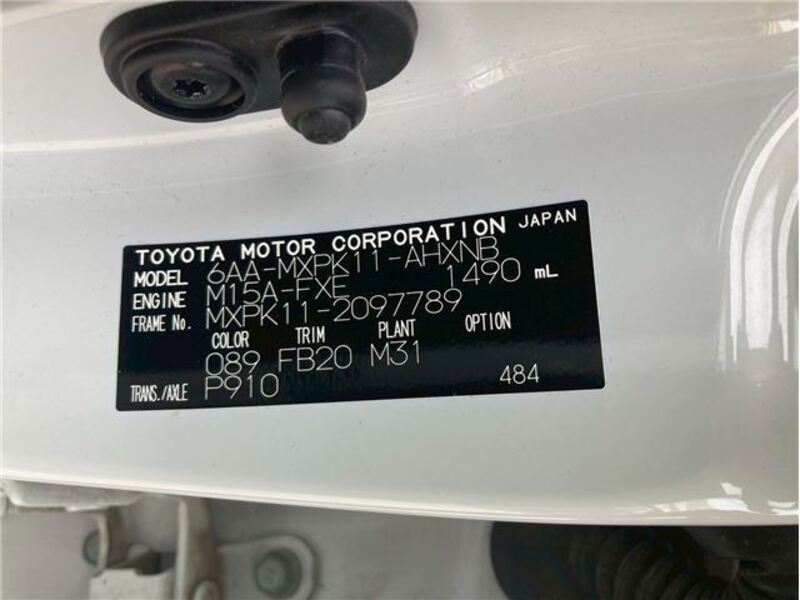 TOYOTA MOTOR CORPORATION JAPAN
MODEL 6AA-MXPK11-AHXNB
ENGINE M15A-FXE 1490 mL
FRAME No. MXPK11-2097789
COLOR TRIM PLANT OPTION
089 FB20 M31
TRANS./AXLE P910 484